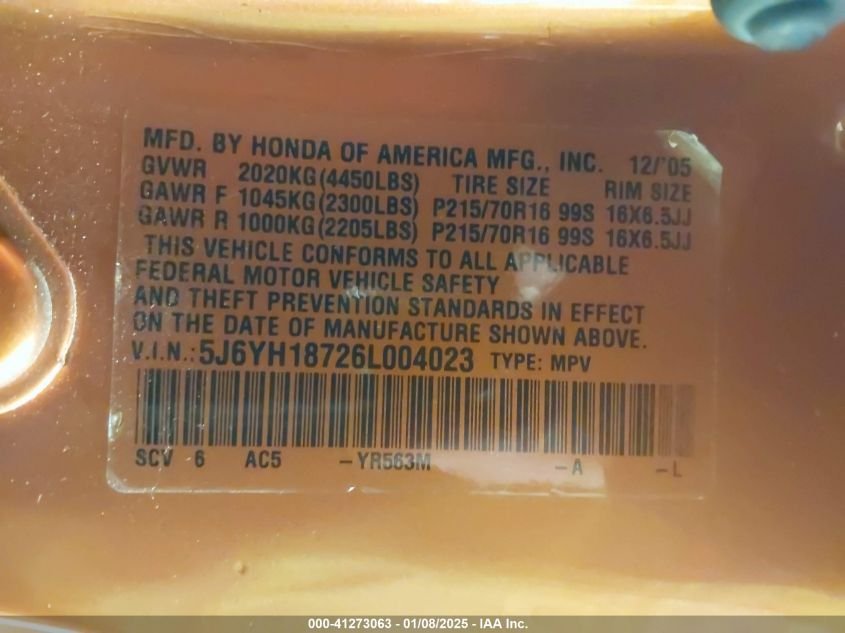 MFD. BY HONDA OF AMERICA MFG., INC. 12/'05
GVWR 2020KG(4450LBS) TIRE SIZE RIM SIZE
GAWR F 1045KG(2300LBS) P215/70R16 99S 16X6.5JJ
GAWR R 1000KG(2205LBS) P215/70R16 99S 16X6.5JJ
THIS VEHICLE CONFORMS TO ALL APPLICABLE
FEDERAL MOTOR VEHICLE SAFETY
AND THEFT PREVENTION STANDARDS IN EFFECT
ON THE DATE OF MANUFACTURE SHOWN ABOVE.
V.I.N.: 5J6YH18726L004023 TYPE: MPV
SCV 6 AC5 -YR563M -A -L
000-41273063 - 01/08/2025 - IAA Inc.